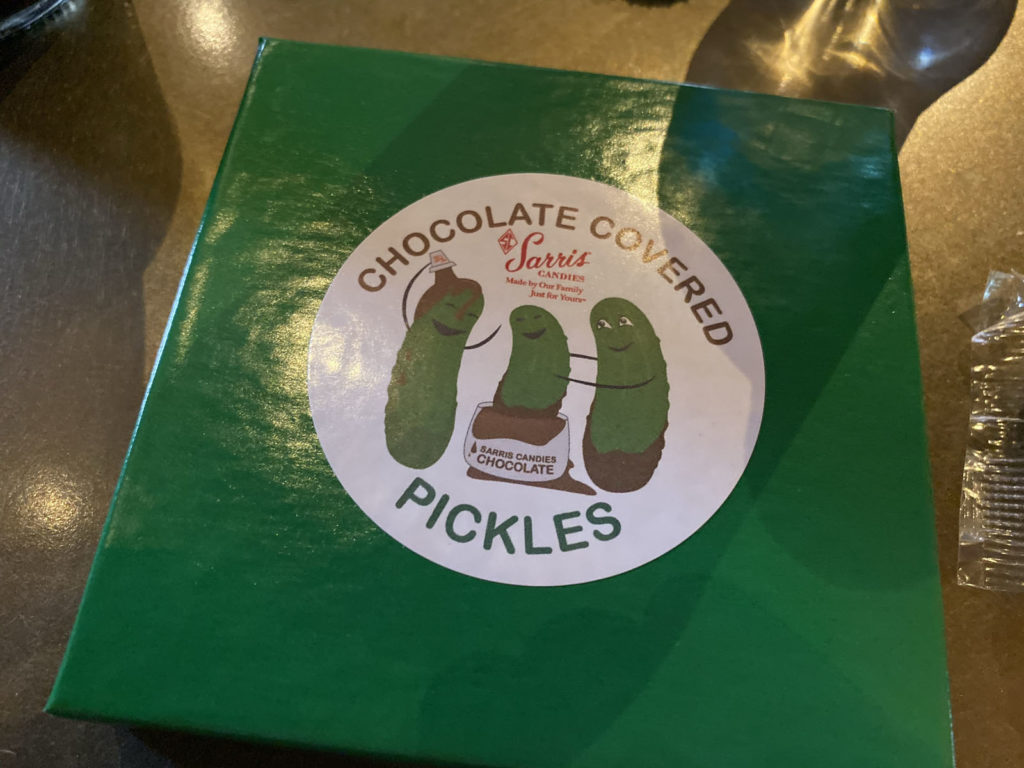 CHOCOLATE COVERED
Sarris
CANDIES
Made by Our Family
Just for Yours
SARRIS CANDIES
CHOCOLATE
PICKLES